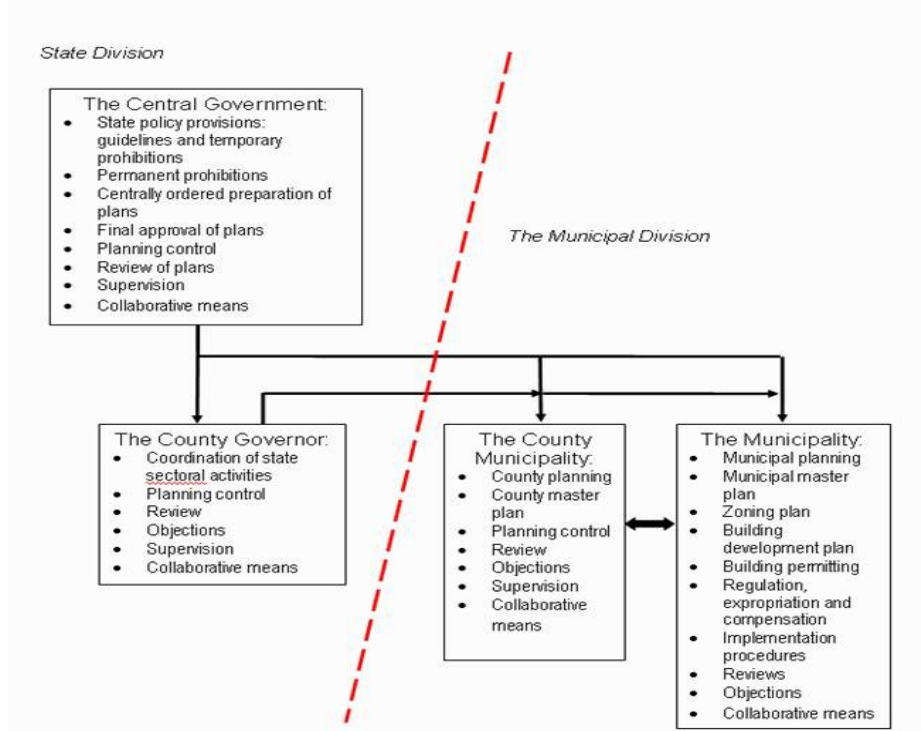 State Division
The Central Government:
• State policy provisions:
guidelines and temporary
prohibitions
• Permanent prohibitions
• Centrally ordered preparation of
plans
• Final approval of plans
• Planning control
• Review of plans
• Supervision
• Collaborative means
The Municipal Division
The County Governor:
• Coordination of state
sectoral activities
• Planning control
• Review
• Objections
• Supervision
• Collaborative means
The County
Municipality:
• County planning
• County master
plan
• Planning control
• Review
• Objections
• Supervision
• Collaborative
means
The Municipality:
• Municipal planning
• Municipal master
plan
• Zoning plan
• Building
development plan
• Building permitting
• Regulation,
expropriation and
compensation
• Implementation
procedures
• Reviews
• Objections
• Collaborative means